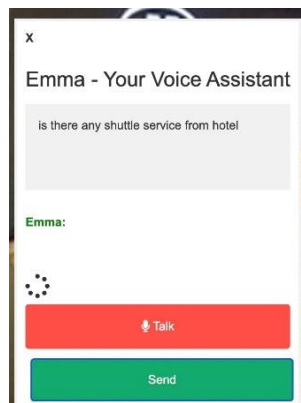 x
Emma - Your Voice Assistant
is there any shuttle service from hotel
Emma:
Talk
Send